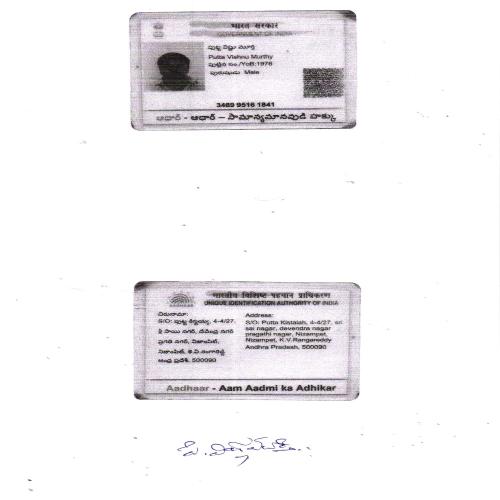 भारत सरकार
GOVERNMENT OF INDIA
పుట్ట విష్ణు మూర్తి
Putta Vishnu Murthy
పుట్టిన సం./YoB:1976
పురుషుడు Male
3489 9516 1841
ఆధార్ - ఆధార్ – సామాన్యమానవుడి హక్కు
भारतीय विशिष्ट पहचान प्राधिकरण
UNIQUE IDENTIFICATION AUTHORITY OF INDIA
AADHAAR
చిరునామా:
S/O: పుట్ట కిష్టయ్య, 4-4/27,
శ్రీ సాయి నగర్, దేవేంద్ర నగర్
ప్రగతి నగర్, నిజాంపేట్,
నిజాంపేట్, కె.వి.రంగారెడ్డి
ఆంధ్ర ప్రదేశ్, 500090
Address:
S/O: Putta Kistaiah, 4-4/27, sri
sai nagar, devendra nagar
pragathi nagar, Nizampet,
Nizampet, K.V.Rangareddy
Andhra Pradesh, 500090
Aadhaar - Aam Aadmi ka Adhikar